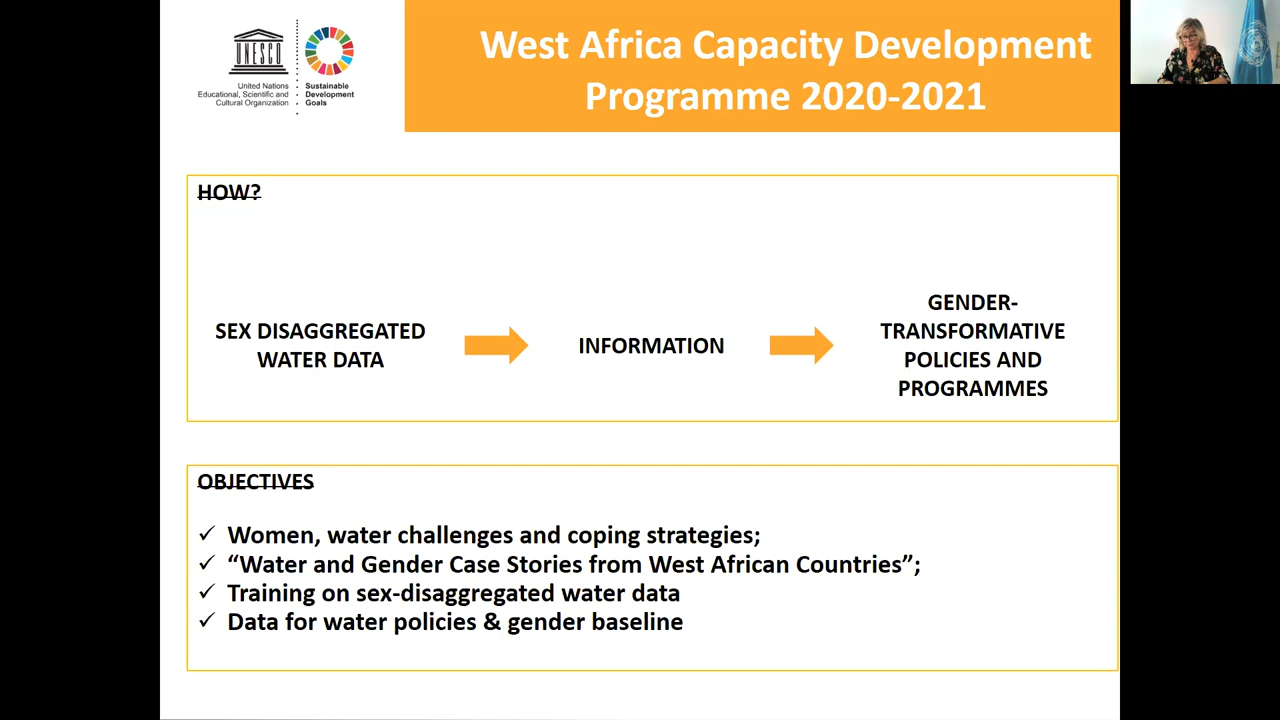 UNESCO
United Nations
Educational, Scientific and
Cultural Organization
Sustainable
Development
Goals
West Africa Capacity Development
Programme 2020-2021
HOW?
SEX DISAGGREGATED
WATER DATA
INFORMATION
GENDER-
TRANSFORMATIVE
POLICIES AND
PROGRAMMES
OBJECTIVES
✓ Women, water challenges and coping strategies;
✓ “Water and Gender Case Stories from West African Countries”;
✓ Training on sex-disaggregated water data
✓ Data for water policies & gender baseline